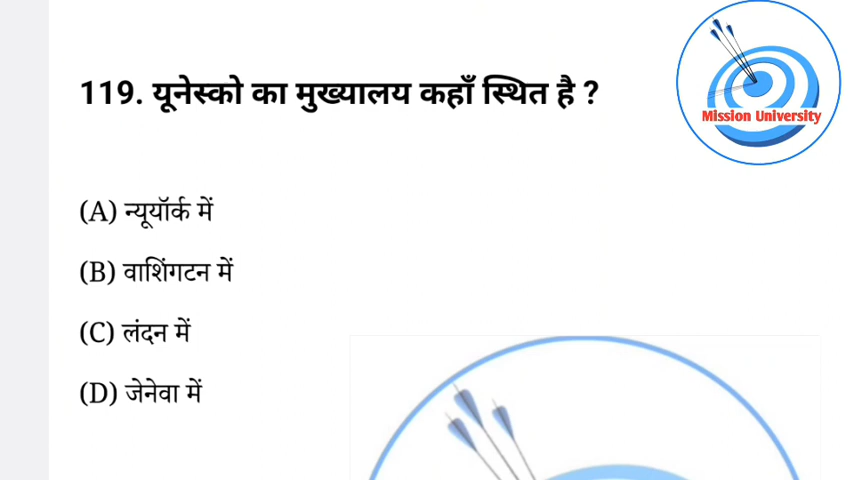 119. यूनेस्को का मुख्यालय कहाँ स्थित है ?
Mission University
(A) न्यूयॉर्क में
(B) वाशिंगटन में
(C) लंदन में
(D) जेनेवा में